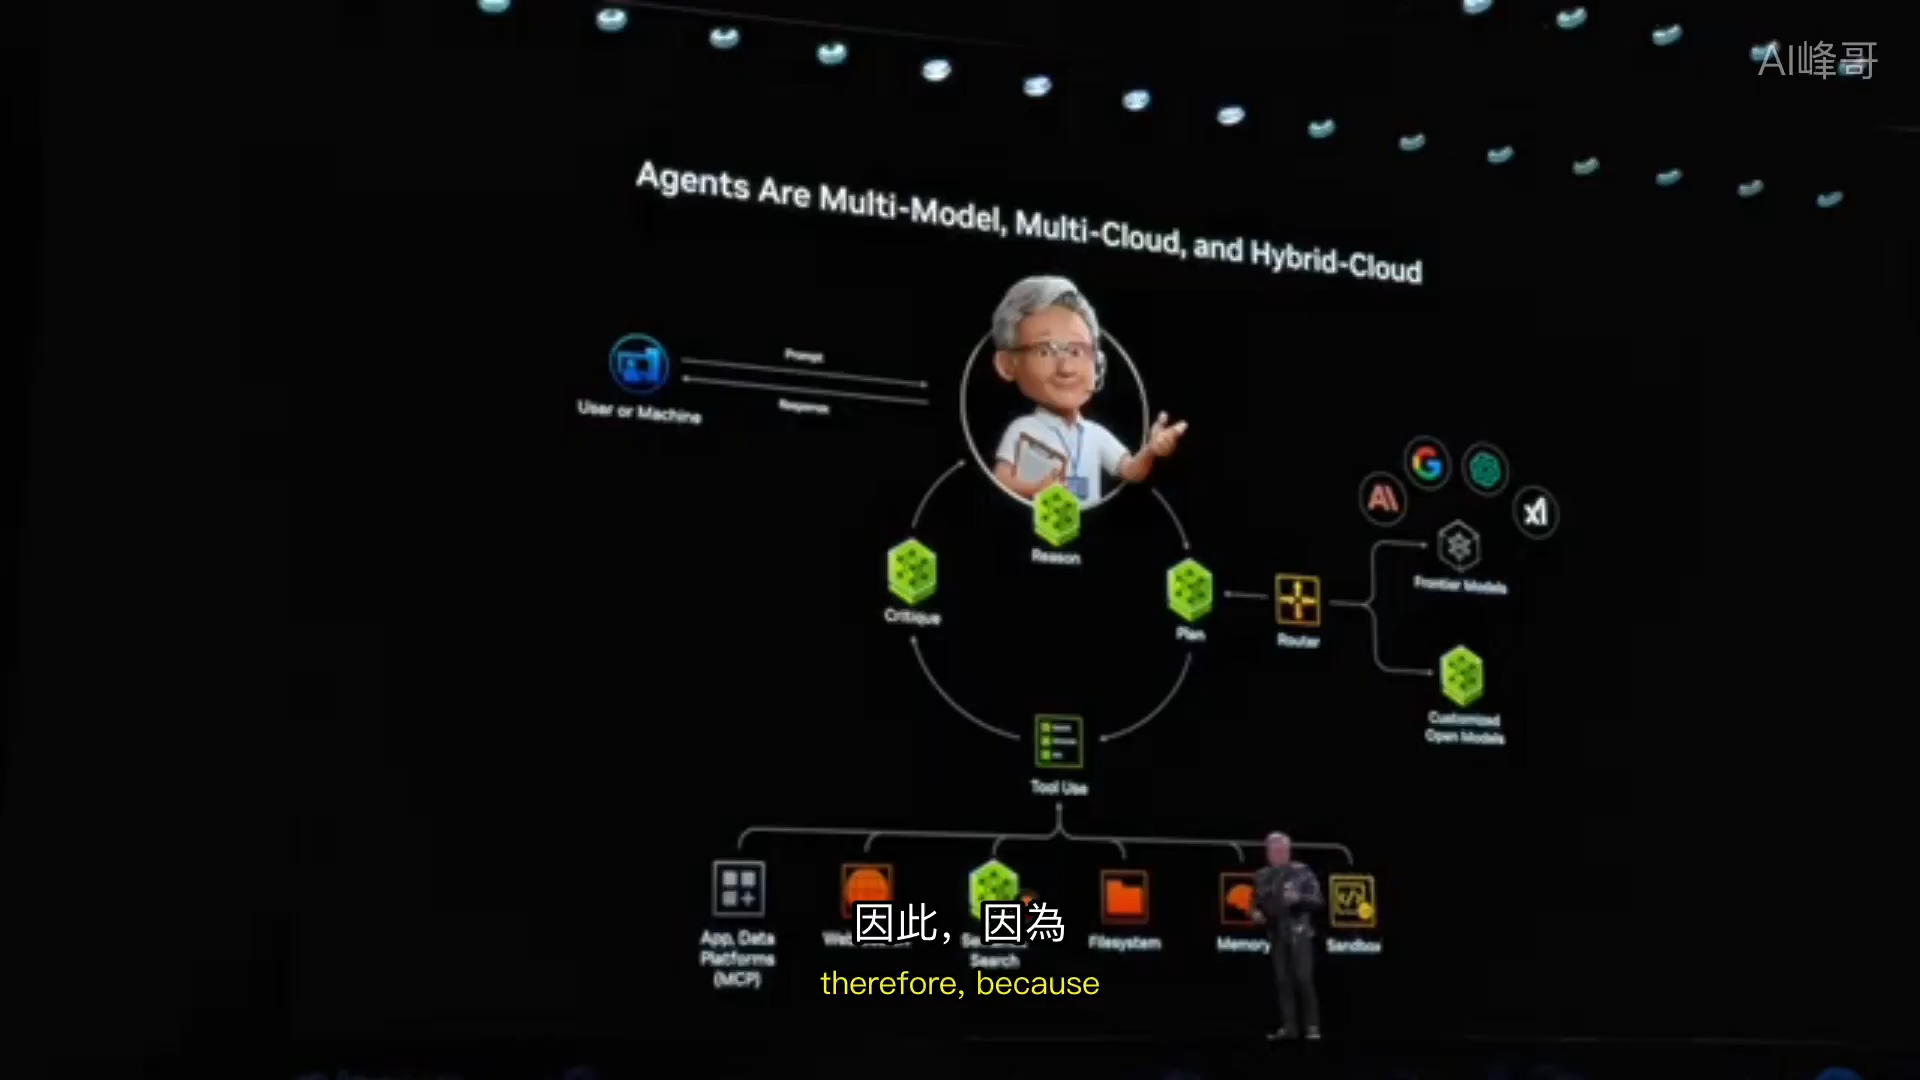 AI峰哥
Agents Are Multi-Model, Multi-Cloud, and Hybrid-Cloud
Prompt
Response
User or Machine
Reason
Critique
Plan
Router
Frontier Models
Customized
Open Models
Tool Use
App, Data
Platforms
(MCP)
Search
Filesystem
Memory
Sandbox
因此，因為
therefore, because